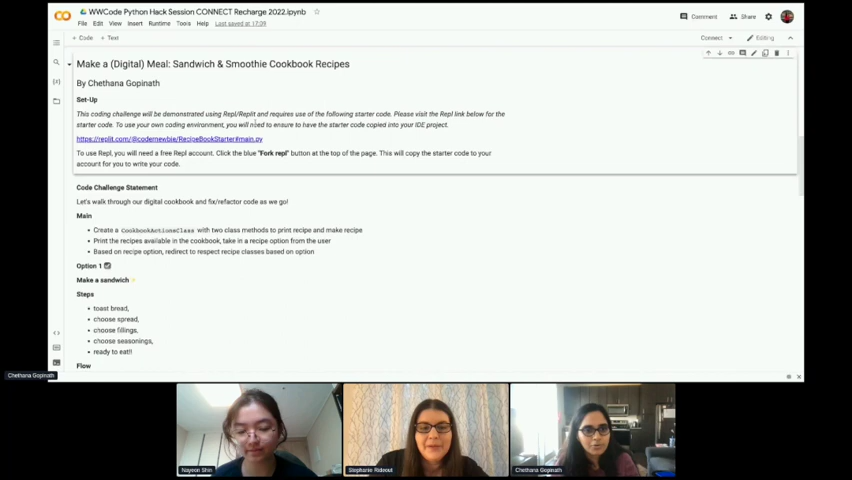 WWCode Python Hack Session CONNECT Recharge 2022.ipynb
File Edit View Insert Runtime Tools Help Last saved at 17:09
Comment Share
+ Code + Text
Connect Editing
Make a (Digital) Meal: Sandwich & Smoothie Cookbook Recipes
By Chethana Gopinath
Set-Up
This coding challenge will be demonstrated using Repl/Replit and requires use of the following starter code. Please visit the Repl link below for the
starter code. To use your own coding environment, you will need to ensure to have the starter code copied into your IDE project.
https://replit.com/@codernewbie/RecipeBookStarter#main.py
To use Repl, you will need a free Repl account. Click the blue "Fork repl" button at the top of the page. This will copy the starter code to your
account for you to write your code.
Code Challenge Statement
Let's walk through our digital cookbook and fix/refactor code as we go!
Main
Create a CookbookActionsClass with two class methods to print recipe and make recipe
Print the recipes available in the cookbook, take in a recipe option from the user
Based on recipe option, redirect to respect recipe classes based on option
Option 1
Make a sandwich
Steps
toast bread,
choose spread,
choose fillings,
choose seasonings,
ready to eat!!
Flow
Chethana Gopinath
Nayeon Shin
Stephanie Rideout
Chethana Gopinath